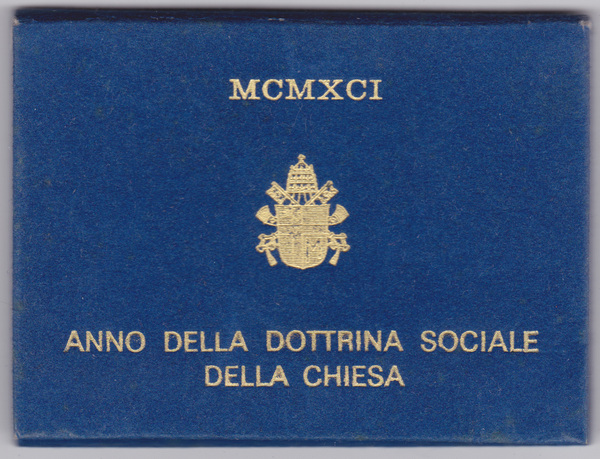 MCMXCI
ANNO DELLA DOTTRINA SOCIALE
DELLA CHIESA